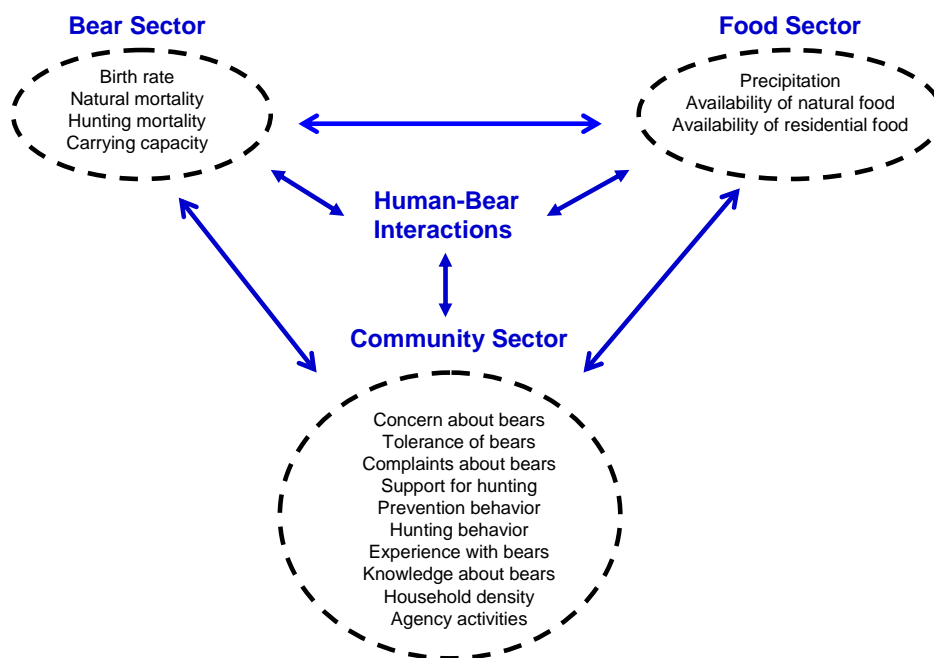 Bear Sector
Birth rate
Natural mortality
Hunting mortality
Carrying capacity
Food Sector
Precipitation
Availability of natural food
Availability of residential food
Human-Bear
Interactions
Community Sector
Concern about bears
Tolerance of bears
Complaints about bears
Support for hunting
Prevention behavior
Hunting behavior
Experience with bears
Knowledge about bears
Household density
Agency activities